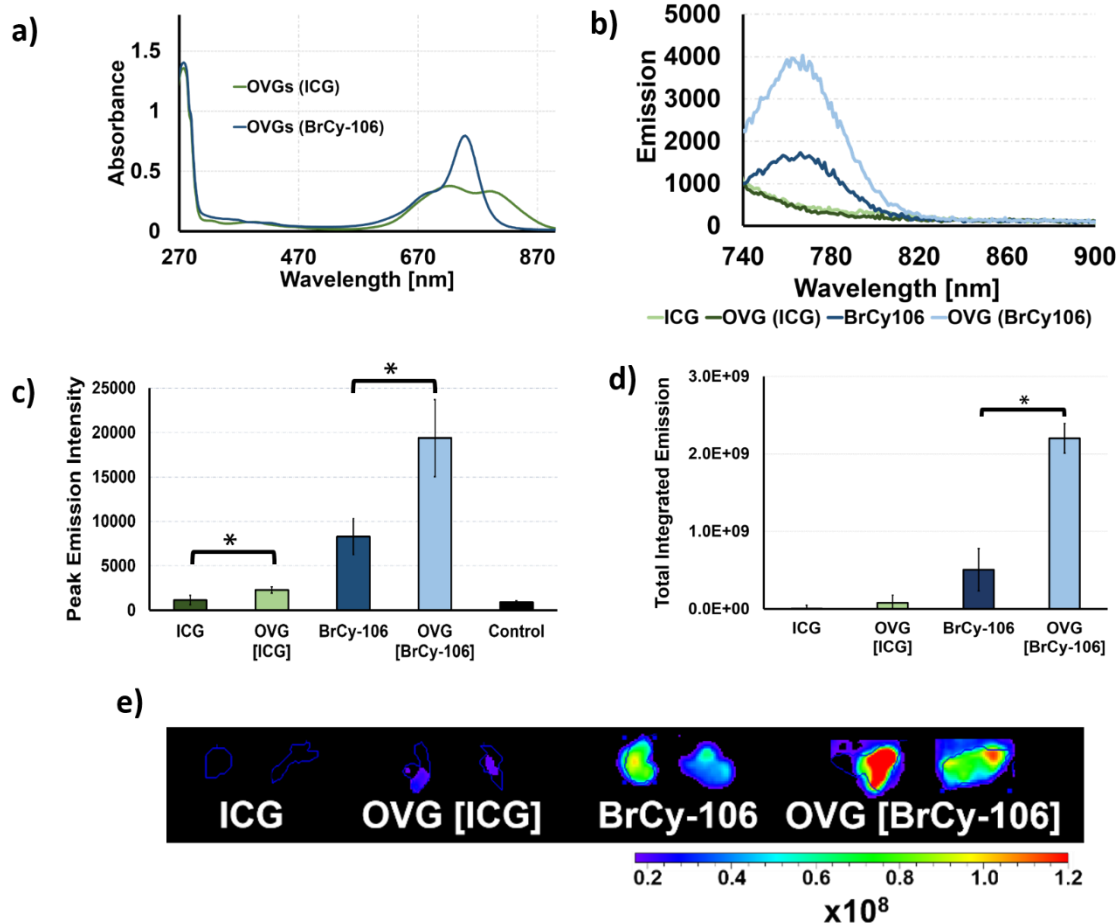 a)
Absorbance
1.5
1
0.5
0
OVGs (ICG)
OVGs (BrCy-106)
270 470 670 870
Wavelength [nm]
b)
Emission
5000
4000
3000
2000
1000
0
740 780 820 860 900
Wavelength [nm]
ICG OVG (ICG) BrCy106 OVG (BrCy106)
c)
Peak Emission Intensity
25000
20000
15000
10000
5000
0
*
*
ICG OVG BrCy-106 OVG Control
[ICG] [BrCy-106]
d)
Total Integrated Emission
3.0E+09
2.0E+09
1.0E+09
0.0E+00
*
ICG OVG BrCy-106 OVG
[ICG] [BrCy-106]
e)
ICG OVG [ICG] BrCy-106 OVG [BrCy-106]
0.2 0.4 0.6 0.8 1.0 1.2
x10⁸